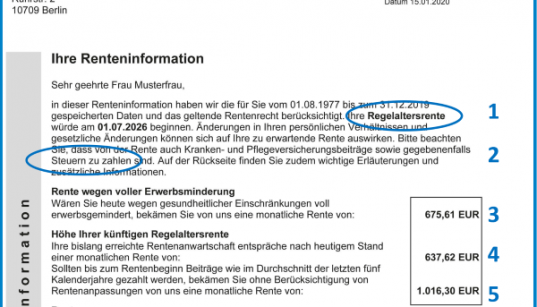 10709 Berlin
Datum 15.01.2020
Ihre Renteninformation
Sehr geehrte Frau Musterfrau,
in dieser Renteninformation haben wir die für Sie vom 01.08.1977 bis zum 31.12.2019
gespeicherten Daten und das geltende Rentenrecht berücksichtigt. Ihre Regelaltersrente
würde am 01.07.2026 beginnen. Änderungen in Ihren persönlichen Verhältnissen und
gesetzliche Änderungen können sich auf Ihre zu erwartende Rente auswirken. Bitte beachten
Sie, dass von der Rente auch Kranken- und Pflegeversicherungsbeiträge sowie gegebenenfalls
Steuern zu zahlen sind. Auf der Rückseite finden Sie zudem wichtige Erläuterungen und
zusätzliche Informationen.
1
2
Rente wegen voller Erwerbsminderung
Wären Sie heute wegen gesundheitlicher Einschränkungen voll
erwerbsgemindert, bekämen Sie von uns eine monatliche Rente von:
675,61 EUR 3
Höhe Ihrer künftigen Regelaltersrente
Ihre bislang erreichte Rentenanwartschaft entspräche nach heutigem Stand
einer monatlichen Rente von:
637,62 EUR 4
Sollten bis zum Rentenbeginn Beiträge wie im Durchschnitt der letzten fünf
Kalenderjahre gezahlt werden, bekämen Sie ohne Berücksichtigung von
Rentenanpassungen von uns eine monatliche Rente von:
1.016,30 EUR 5
nformation